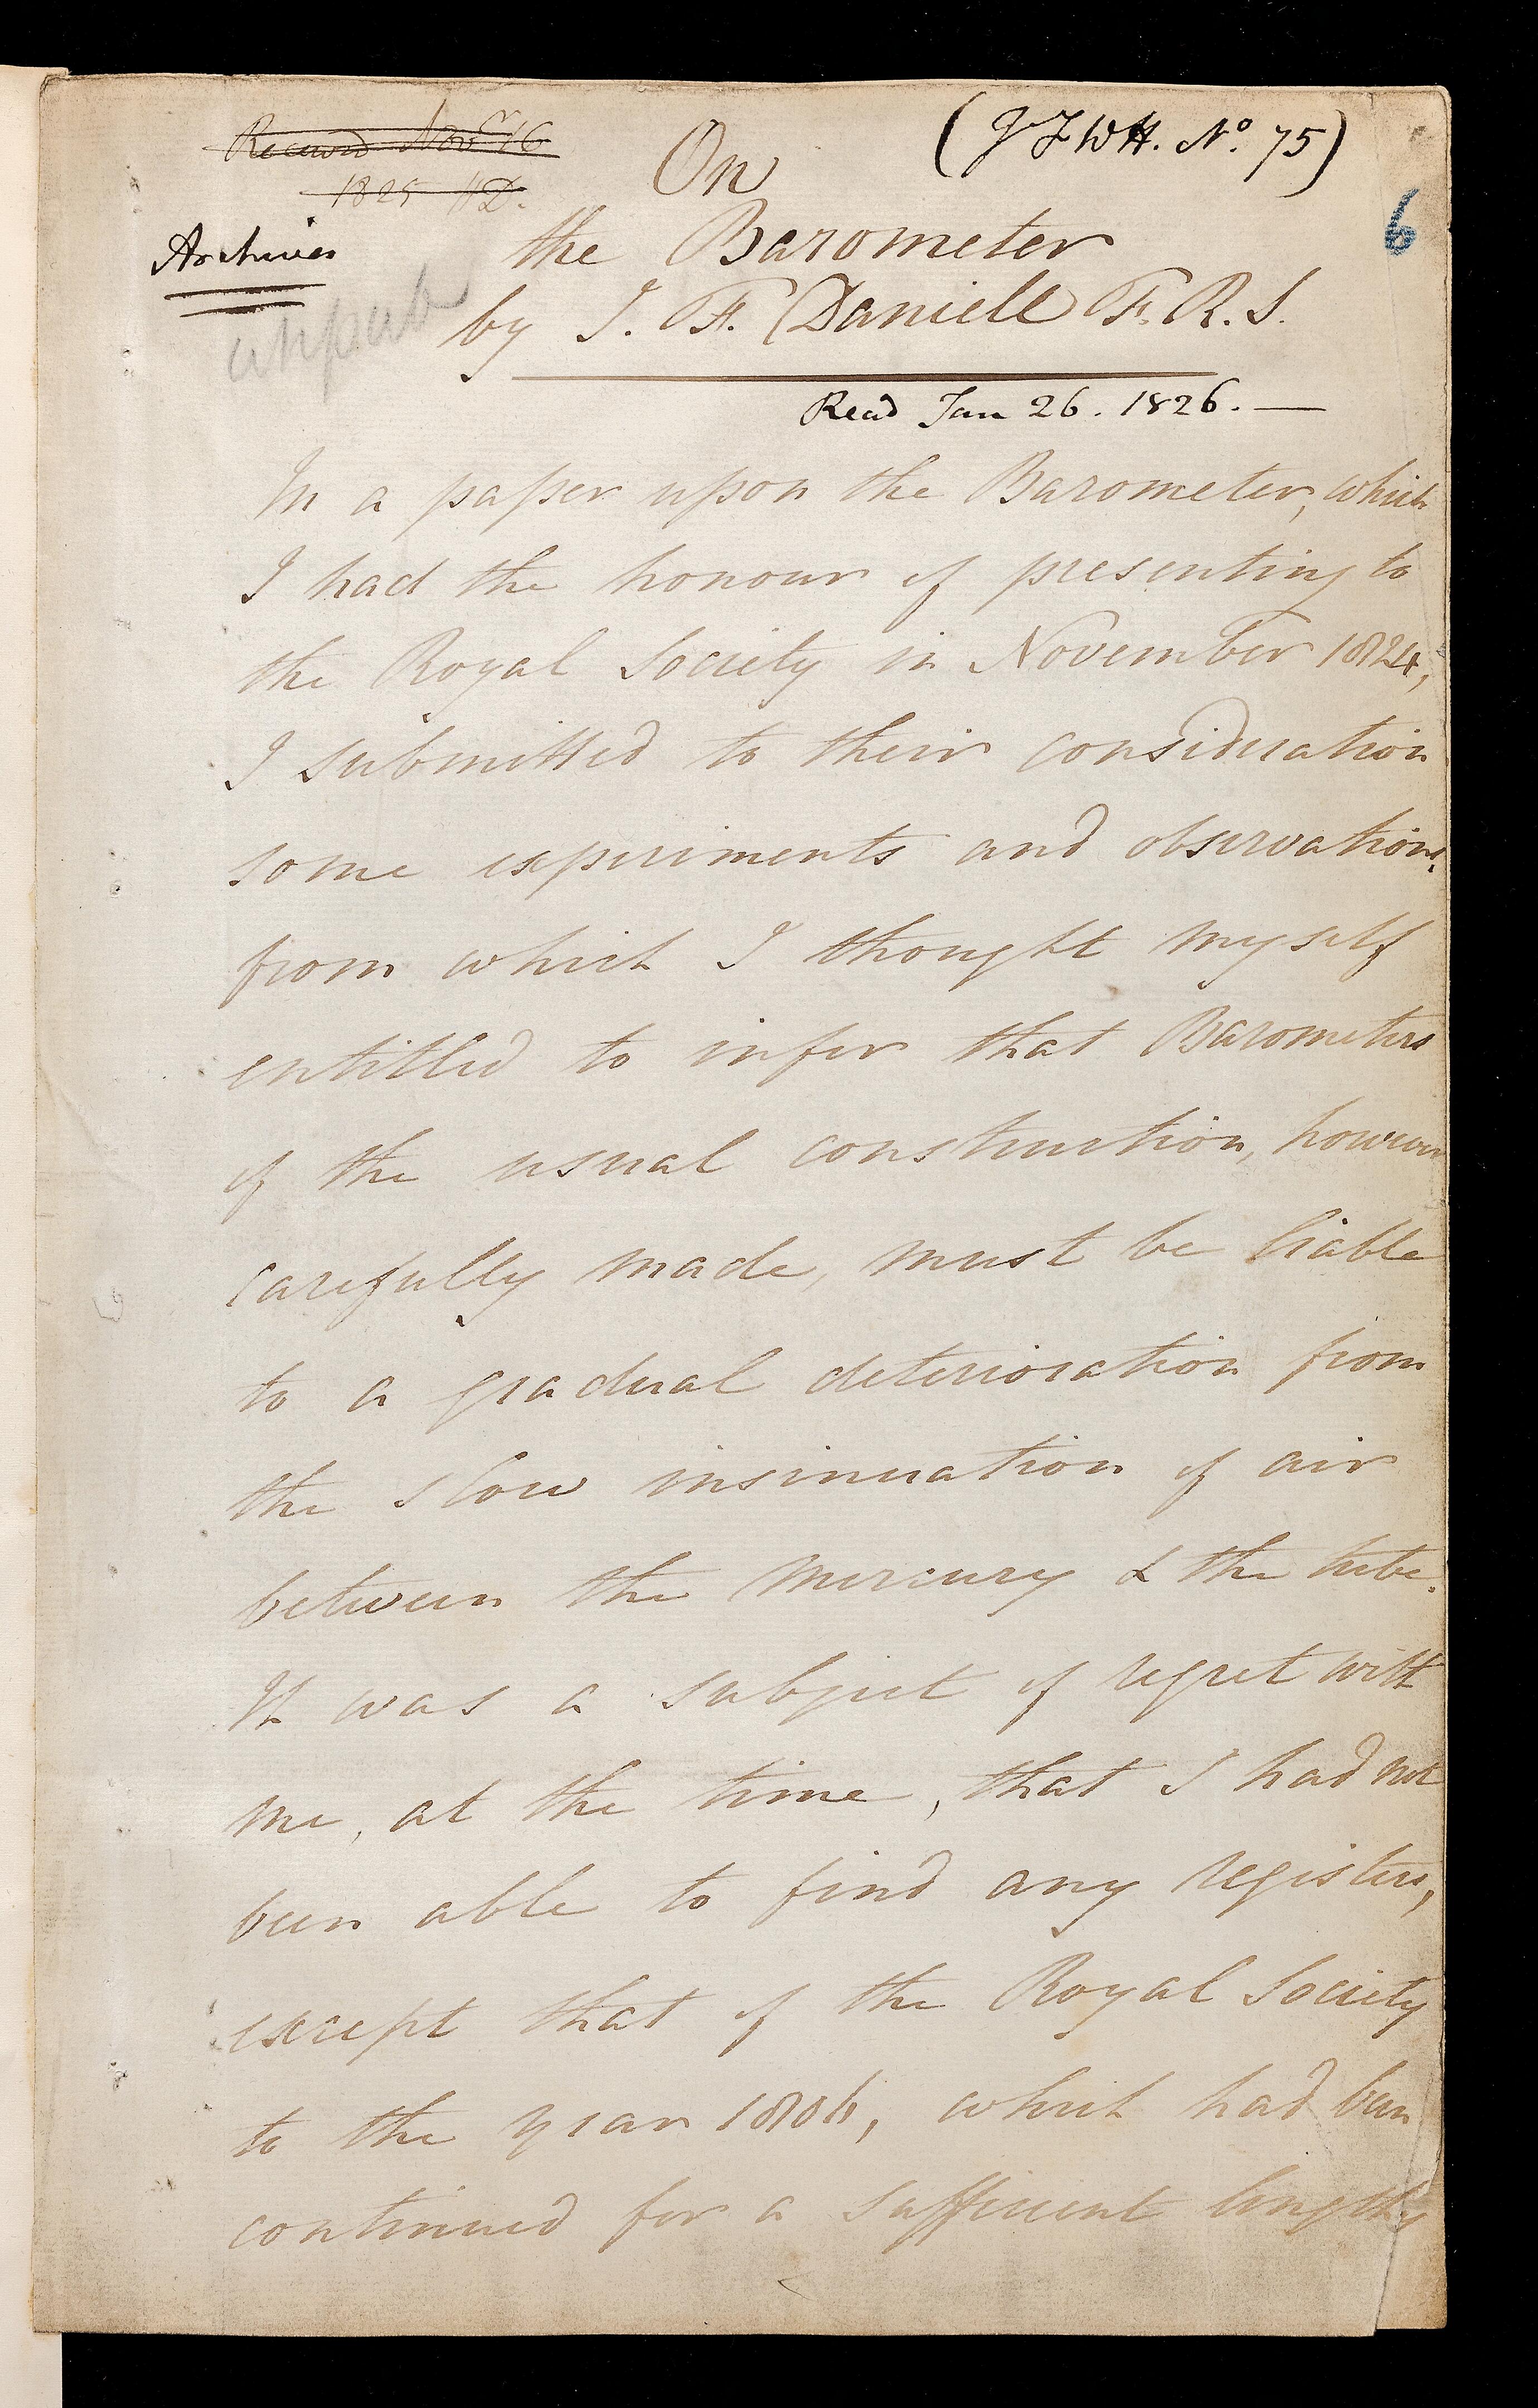 (JFWH. No. 75)
Received Novr 16
1825 HD.
6
Archives
unpub
On
the Barometer
by J. F. Daniell F.R.S.
Read Jan 26. 1826. —
In a paper upon the Barometer, which
I had the honour of presenting to
the Royal Society in November 1824,
I submitted to their consideration
some experiments and observations,
from which I thought myself
entitled to infer that Barometers
of the usual construction, however
carefully made, must be liable
to a gradual deterioration from
the slow insinuation of air
between the mercury & the tube.
It was a subject of regret with
me, at the time, that I had not
been able to find any registers,
except that of the Royal Society
to the year 1806, which had been
continued for a sufficient length